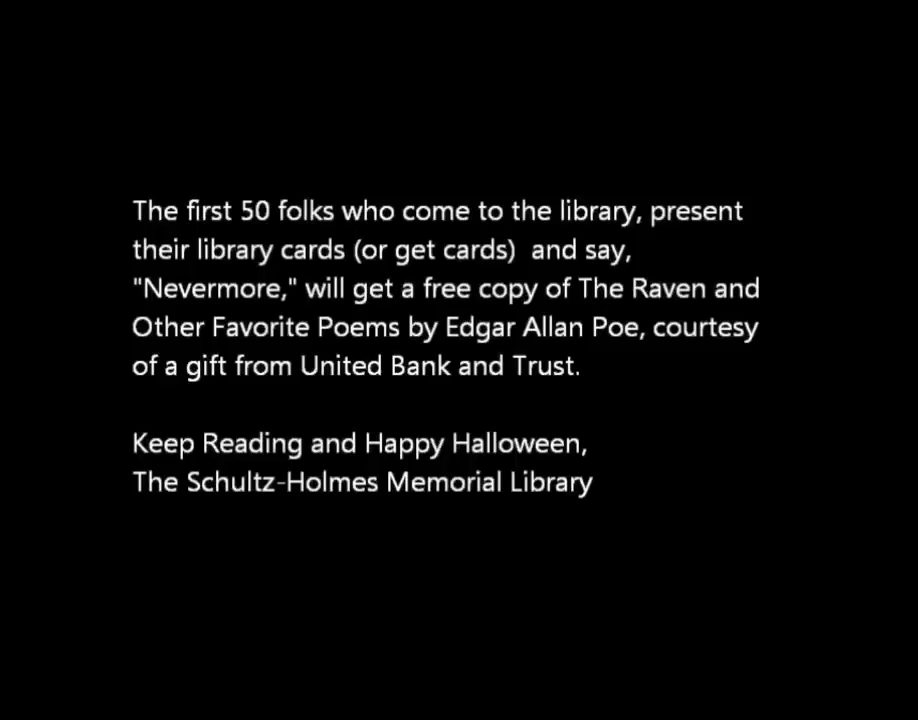 The first 50 folks who come to the library, present
their library cards (or get cards)  and say,
"Nevermore," will get a free copy of The Raven and
Other Favorite Poems by Edgar Allan Poe, courtesy
of a gift from United Bank and Trust.
Keep Reading and Happy Halloween,
The Schultz-Holmes Memorial Library